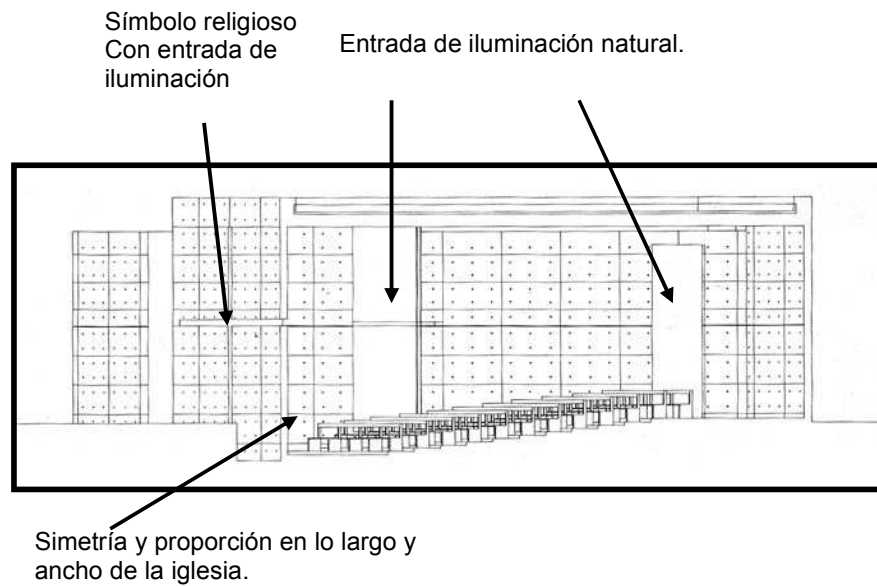 Símbolo religioso
Con entrada de
iluminación
Entrada de iluminación natural.
Simetría y proporción en lo largo y
ancho de la iglesia.